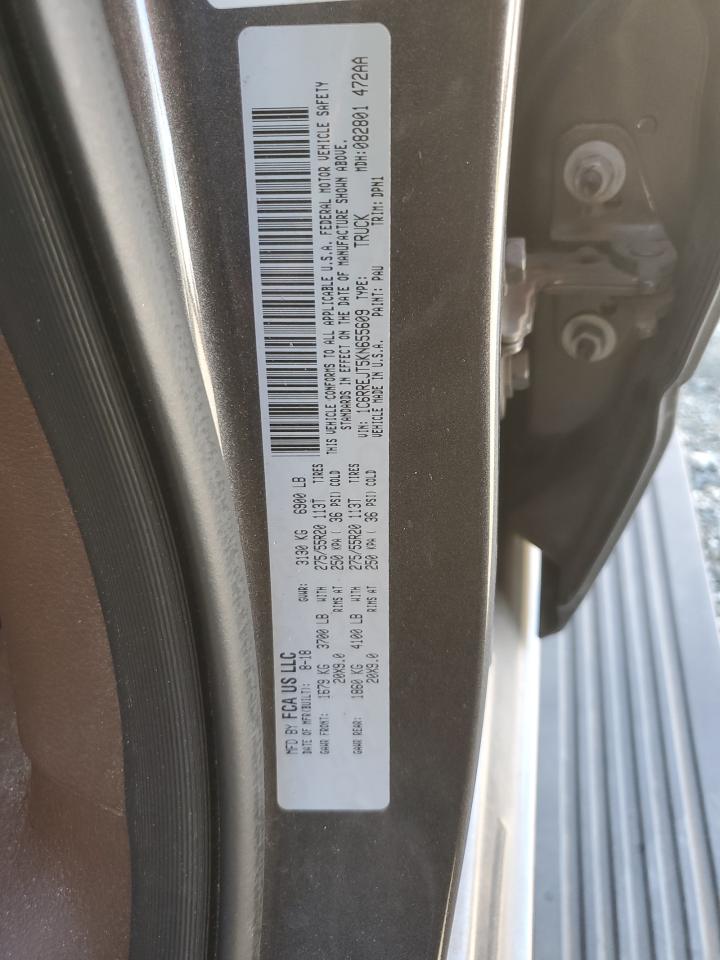 MFD BY FCA US LLC
DATE OF MFR(BUILT): 8-18 GVWR: 3130 KG 6900 LB
GAWR FRONT: 1679 KG 3700 LB WITH 275/55R20 113T TIRES
20X9.0 RIMS AT 250 KPA ( 36 PSI) COLD
GAWR REAR: 1860 KG 4100 LB WITH 275/55R20 113T TIRES
20X9.0 RIMS AT 250 KPA ( 36 PSI) COLD
THIS VEHICLE CONFORMS TO ALL APPLICABLE U.S.A. FEDERAL MOTOR VEHICLE SAFETY
STANDARDS IN EFFECT ON THE DATE OF MANUFACTURE SHOWN ABOVE.
VIN: 1C6RREJT5KN655609 TYPE: TRUCK MDH:082801 472AA
VEHICLE MADE IN U.S.A. PAINT: PAU TRIM: DPN1